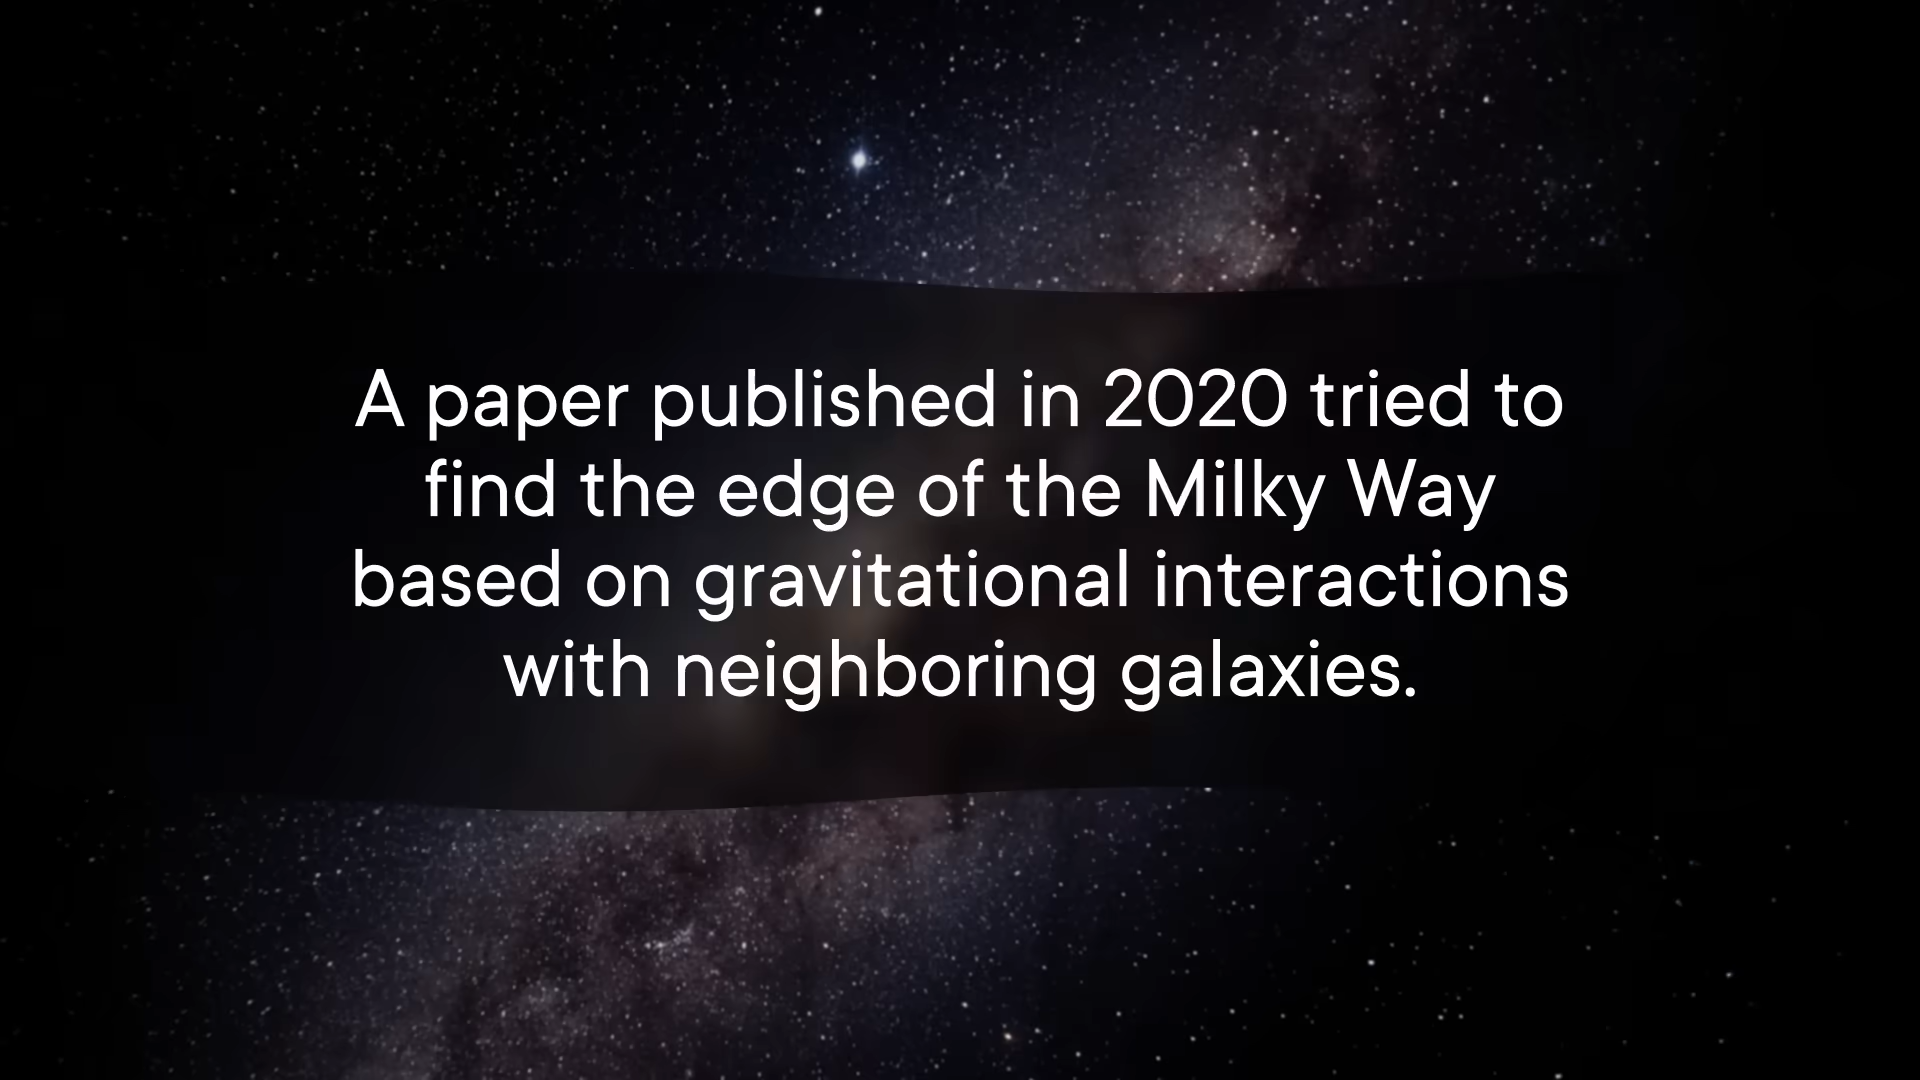 A paper published in 2020 tried to
find the edge of the Milky Way
based on gravitational interactions
with neighboring galaxies.